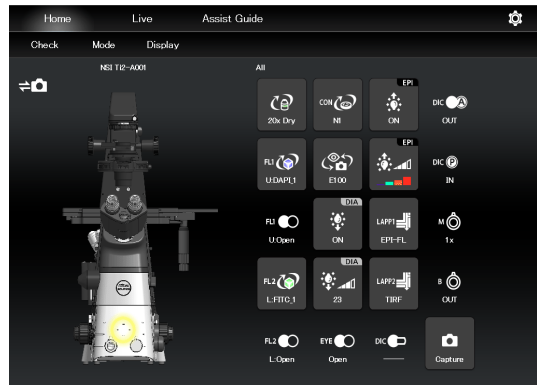 Home Live Assist Guide
Check Mode Display
NSI Ti2-A001
All
20x Dry
CON
N1
EPI
ON
DIC A
OUT
FL1
U:DAPI_1
E100
EPI
DIC P
IN
FL1
U:Open
DIA
ON
LAPP1
EPI-FL
M
1x
FL2
L:FITC_1
DIA
23
LAPP2
TIRF
B
OUT
FL2
L:Open
EYE
Open
DIC
Capture